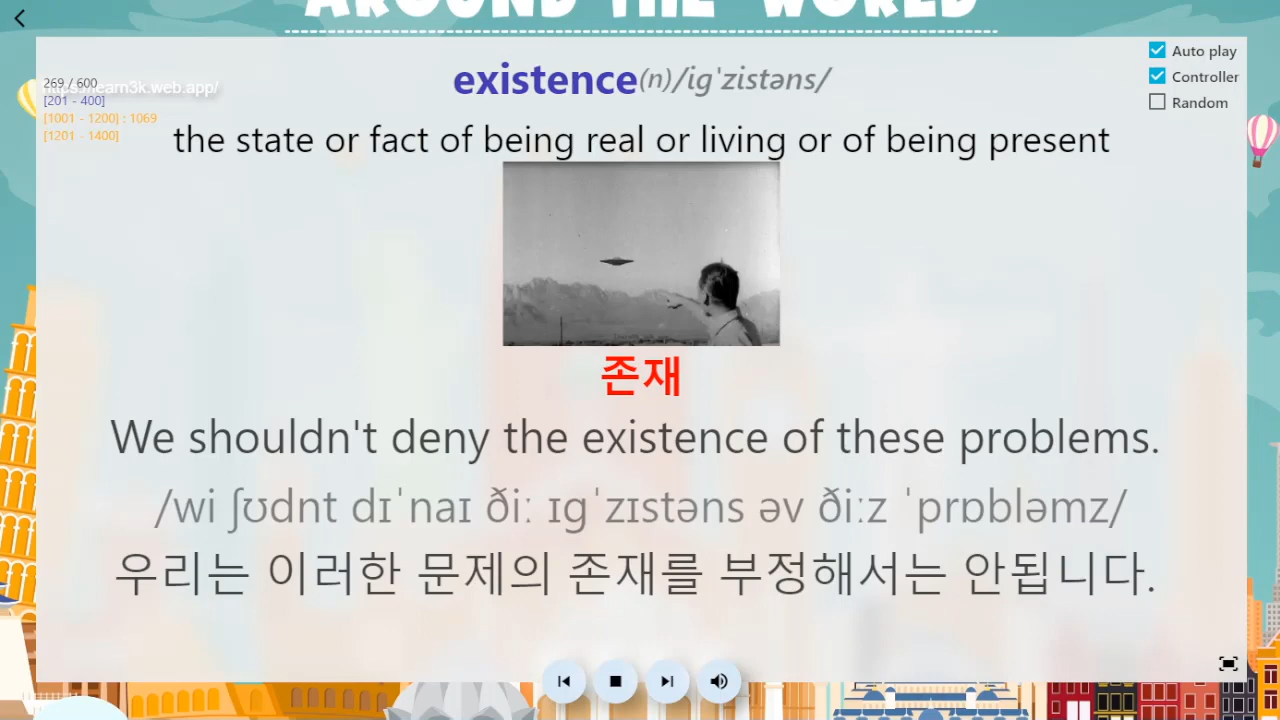 AROUND THE WORLD
Auto play
Controller
Random
269 / 600
https://learn3k.web.app/
[201 - 400]
[1001 - 1200] : 1069
[1201 - 1400]
existence(n)/ig'zistəns/
the state or fact of being real or living or of being present
존재
We shouldn't deny the existence of these problems.
/wi ʃʊdnt dɪˈnaɪ ðiː ɪɡˈzɪstəns əv ðiːz ˈprɒbləmz/
우리는 이러한 문제의 존재를 부정해서는 안됩니다.